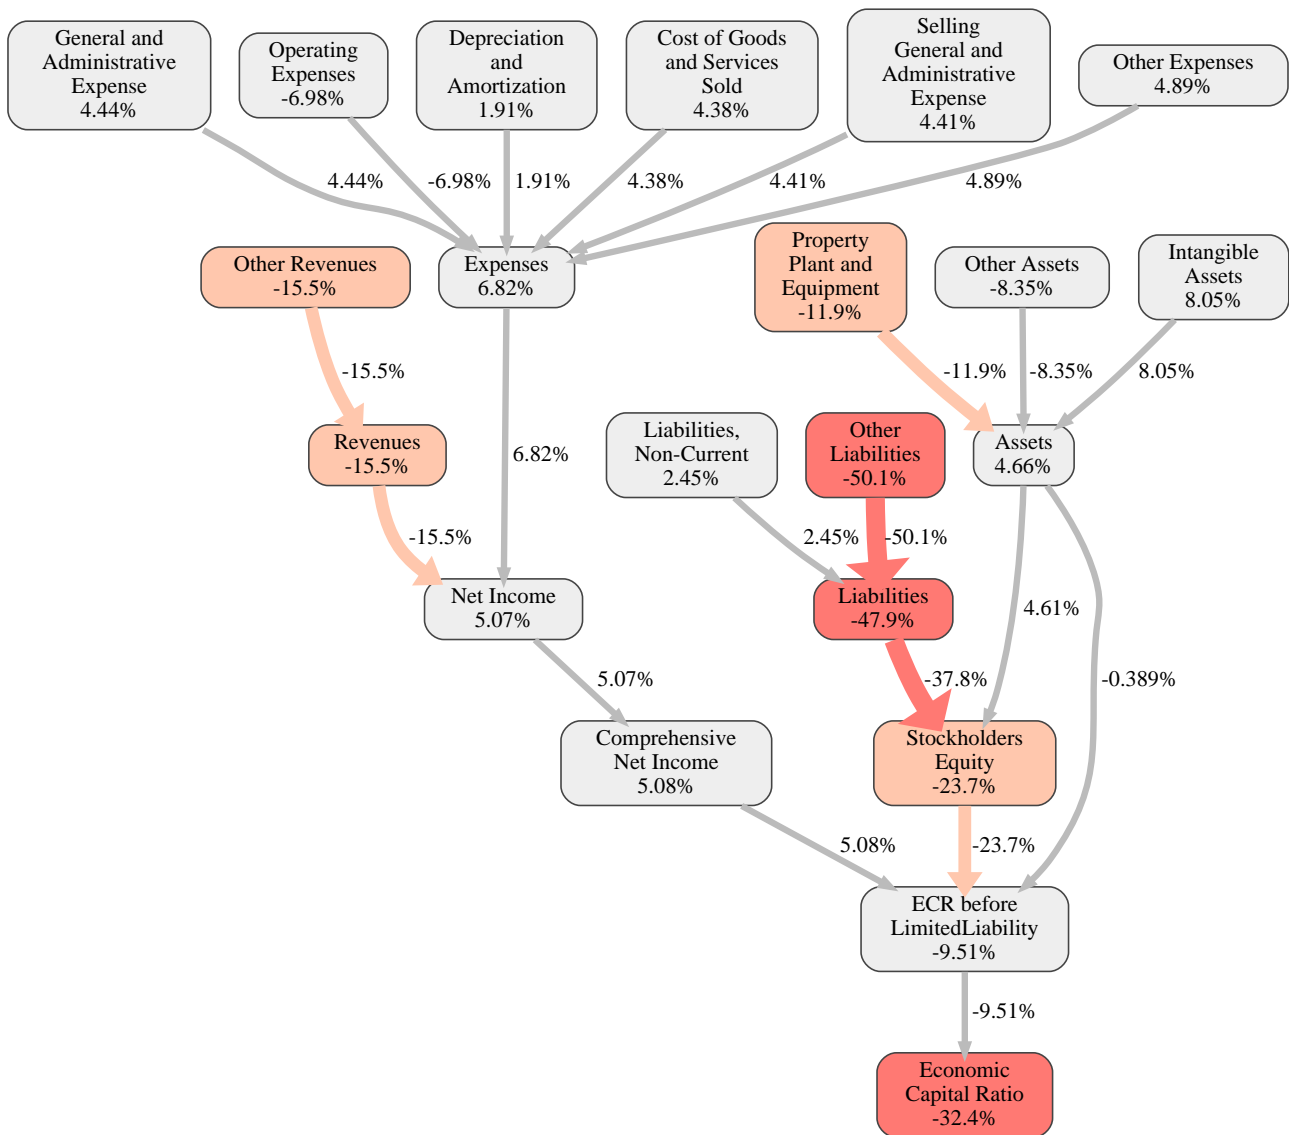 General and
Administrative
Expense
4.44%
Operating
Expenses
-6.98%
Depreciation
and
Amortization
1.91%
Cost of Goods
and Services
Sold
4.38%
Selling
General and
Administrative
Expense
4.41%
Other Expenses
4.89%
4.44%
-6.98%
1.91%
4.38%
4.41%
4.89%
Other Revenues
-15.5%
Expenses
6.82%
Property
Plant and
Equipment
-11.9%
Other Assets
-8.35%
Intangible
Assets
8.05%
-15.5%
-11.9%
-8.35%
8.05%
Revenues
-15.5%
6.82%
Liabilities,
Non-Current
2.45%
Other
Liabilities
-50.1%
Assets
4.66%
-15.5%
2.45%
-50.1%
Net Income
5.07%
Liabilities
-47.9%
4.61%
5.07%
-37.8%
-0.389%
Comprehensive
Net Income
5.08%
Stockholders
Equity
-23.7%
5.08%
-23.7%
ECR before
LimitedLiability
-9.51%
-9.51%
Economic
Capital Ratio
-32.4%